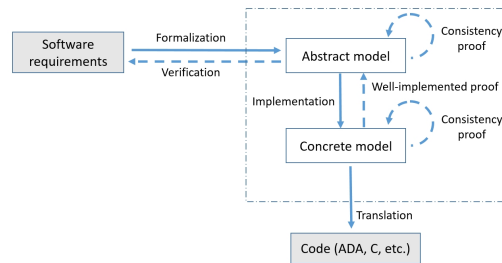 Software
requirements
Formalization
Verification
Abstract model
Consistency
proof
Implementation
Well-implemented proof
Concrete model
Consistency
proof
Translation
Code (ADA, C, etc.)